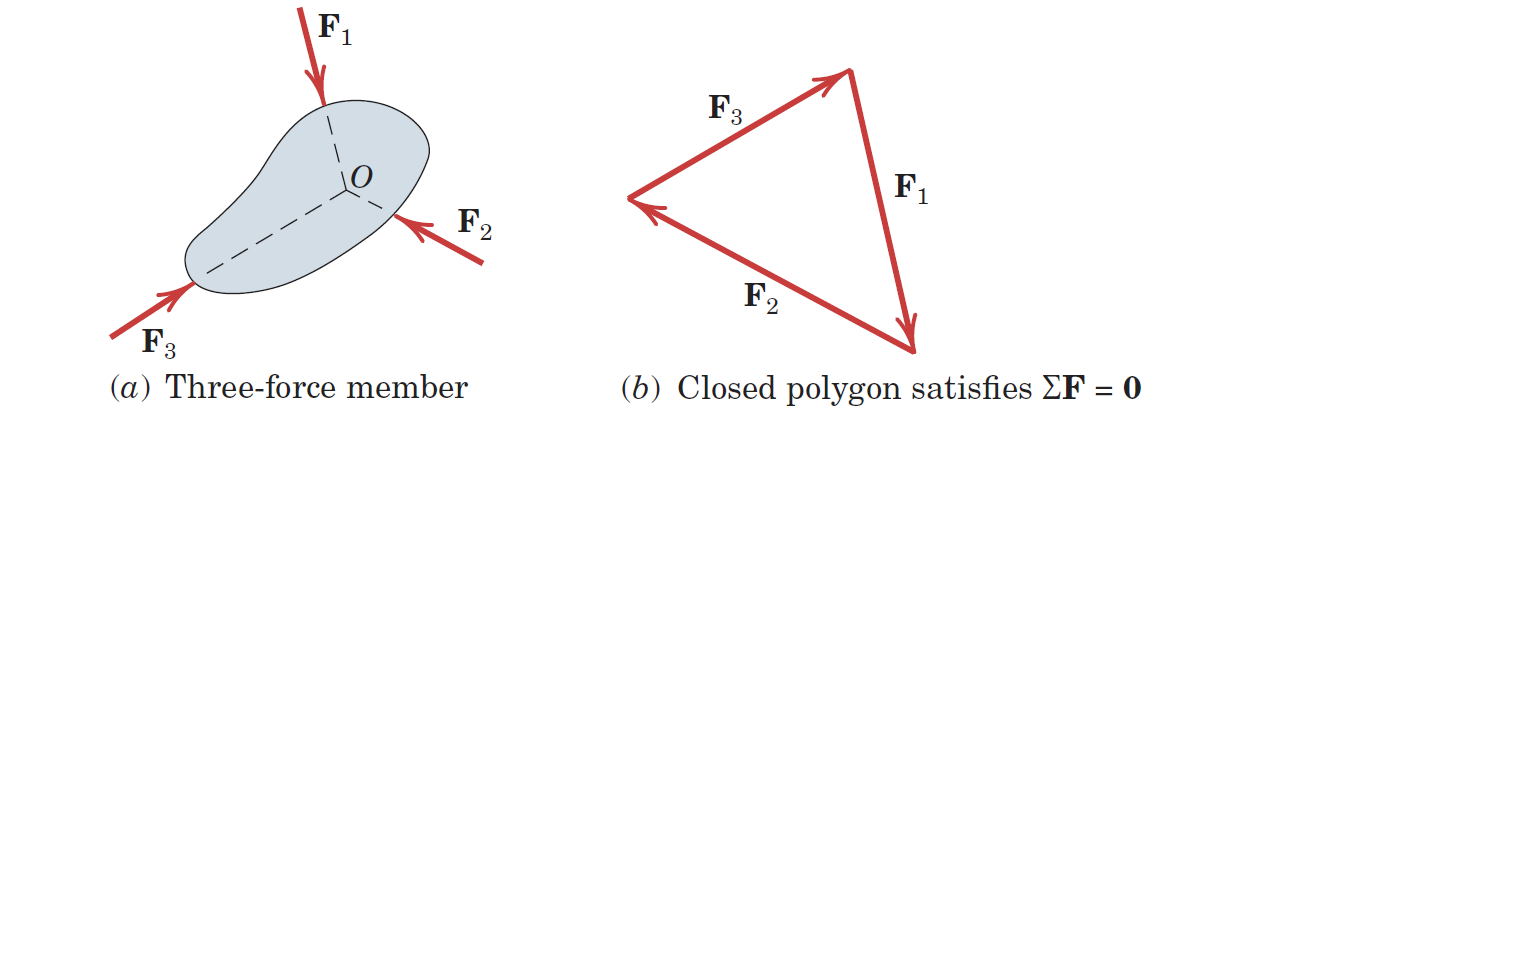 F1
O
F2
F3
(a) Three-force member
F3
F1
F2
(b) Closed polygon satisfies ΣF = 0